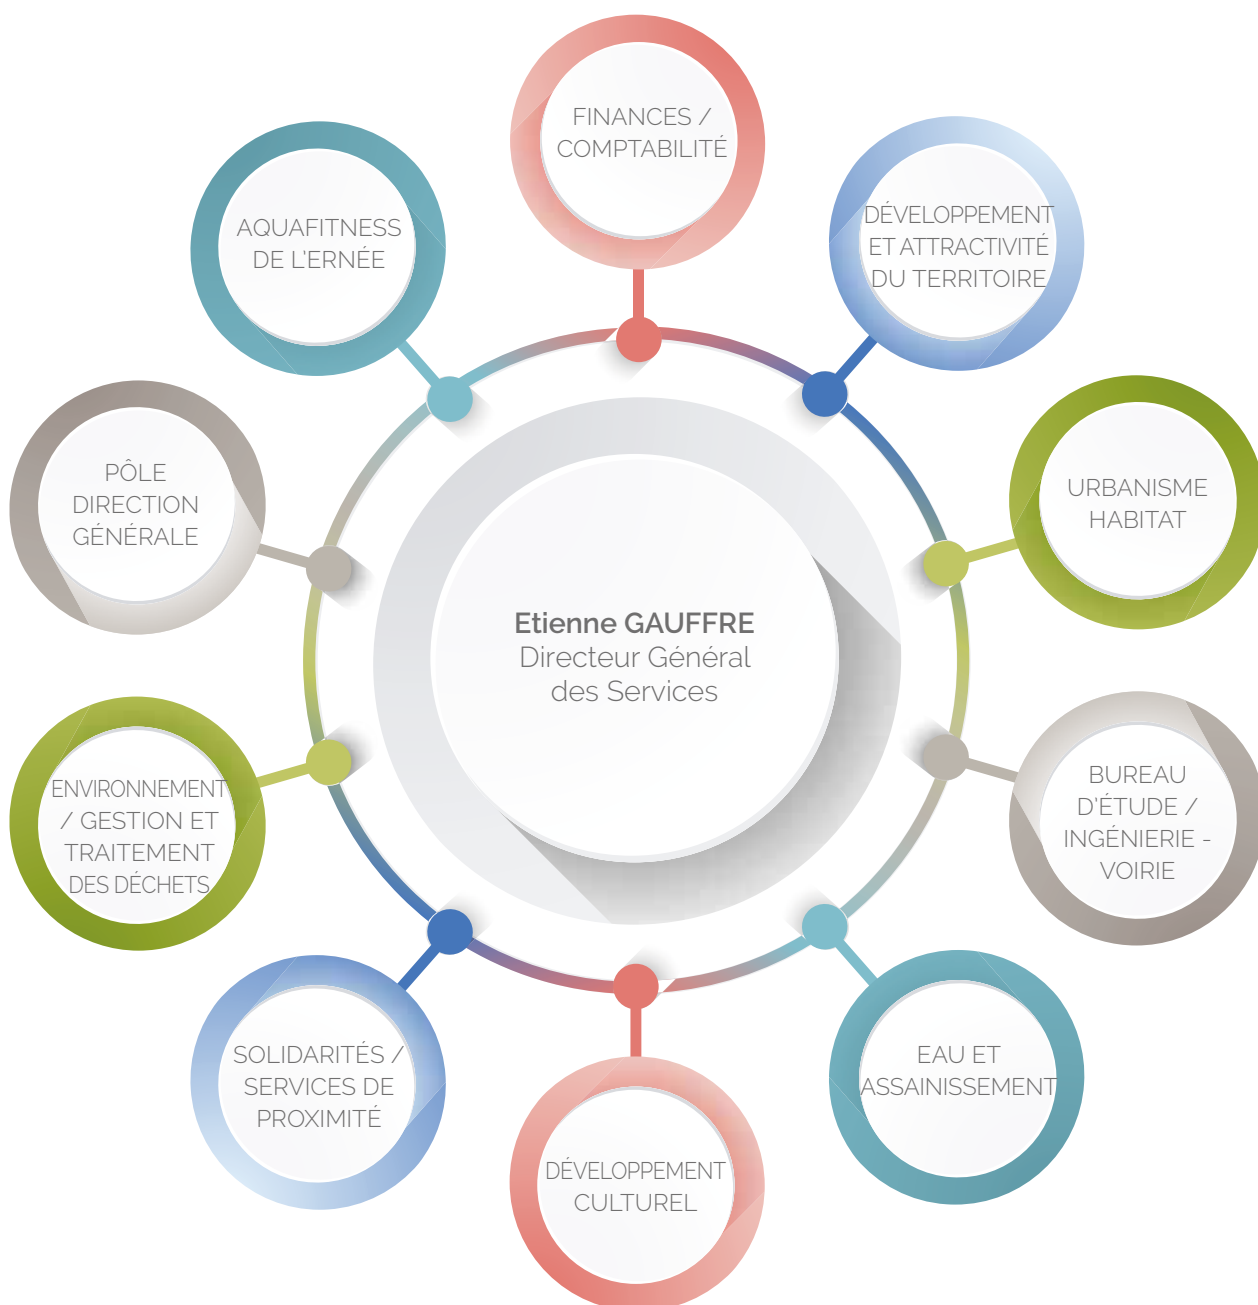 FINANCES /
COMPTABILITÉ
DÉVELOPPEMENT
ET ATTRACTIVITÉ
DU TERRITOIRE
URBANISME
HABITAT
BUREAU
D'ÉTUDE /
INGÉNIERIE -
VOIRIE
EAU ET
ASSAINISSEMENT
DÉVELOPPEMENT
CULTUREL
SOLIDARITÉS /
SERVICES DE
PROXIMITÉ
ENVIRONNEMENT
/ GESTION ET
TRAITEMENT
DES DÉCHETS
PÔLE
DIRECTION
GÉNÉRALE
AQUAFITNESS
DE L'ERNÉE
Etienne GAUFFRE
Directeur Général
des Services